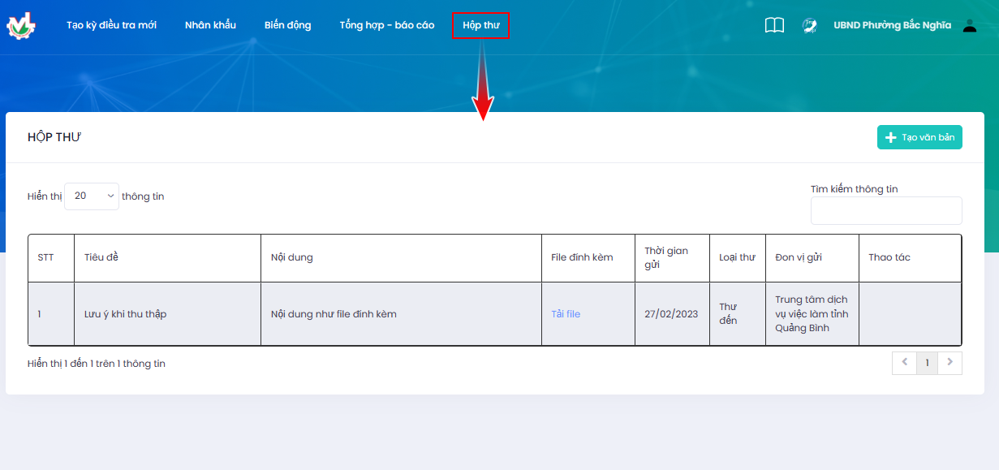 Tạo kỳ điều tra mới
Nhân khẩu
Biến động
Tổng hợp - báo cáo
Hộp thư
UBND Phường Bắc Nghĩa
HỘP THƯ
Tạo văn bản
Hiển thị 20 thông tin
Tìm kiếm thông tin
STT
Tiêu đề
Nội dung
File đính kèm
Thời gian
gửi
Loại thư
Đơn vị gửi
Thao tác
1
Lưu ý khi thu thập
Nội dung như file đính kèm
Tải file
27/02/2023
Thư
đến
Trung tâm dịch
vụ việc làm tỉnh
Quảng Bình
Hiển thị 1 đến 1 trên 1 thông tin
1